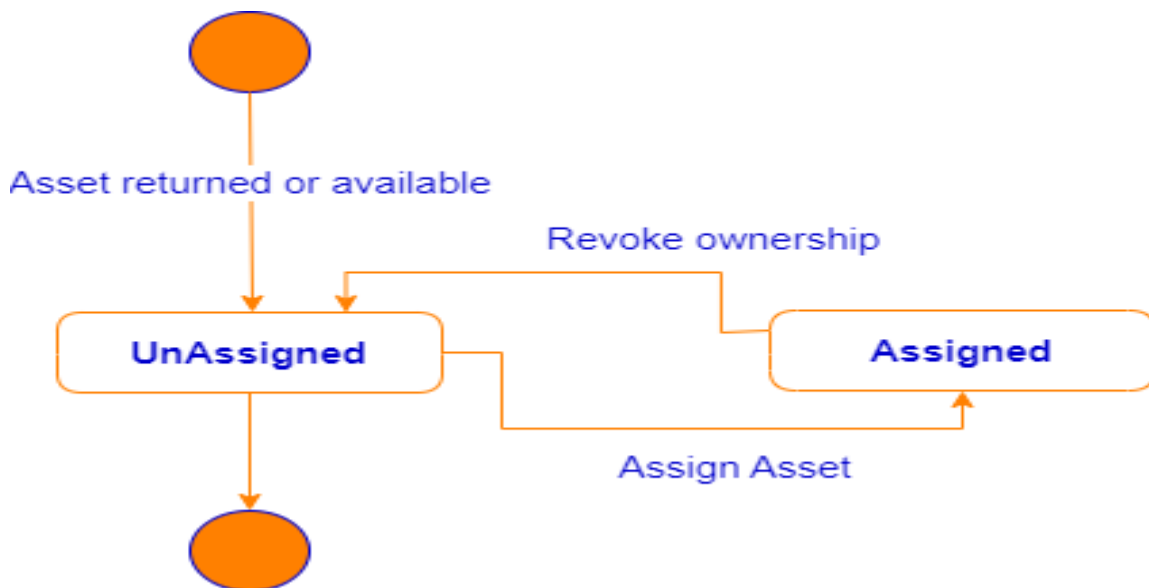 Asset returned or available
Revoke ownership
UnAssigned
Assigned
Assign Asset